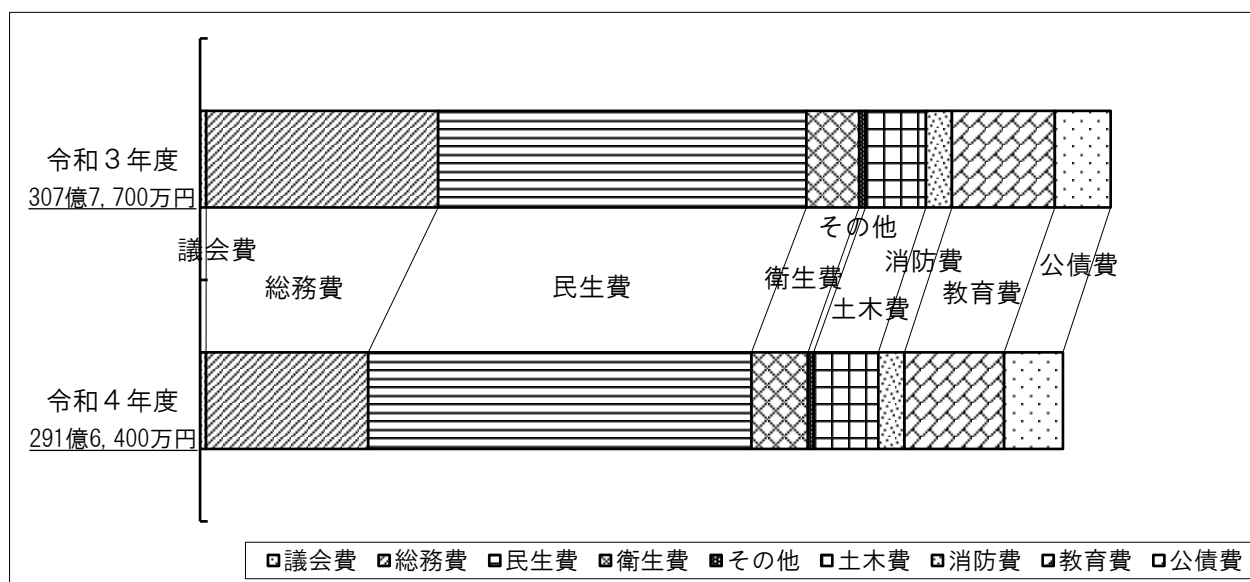 令和３年度
307億7,700万円
議会費
総務費
民生費
衛生費
その他
土木費
消防費
教育費
公債費
令和４年度
291億6,400万円
議会費 総務費 民生費 衛生費 その他 土木費 消防費 教育費 公債費